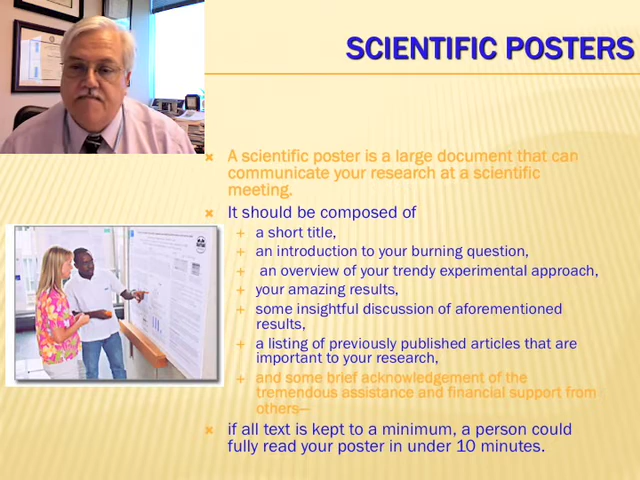 SCIENTIFIC POSTERS
A scientific poster is a large document that can
communicate your research at a scientific
meeting.
It should be composed of
a short title,
an introduction to your burning question,
an overview of your trendy experimental approach,
your amazing results,
some insightful discussion of aforementioned
results,
a listing of previously published articles that are
important to your research,
and some brief acknowledgement of the
tremendous assistance and financial support from
others—
if all text is kept to a minimum, a person could
fully read your poster in under 10 minutes.